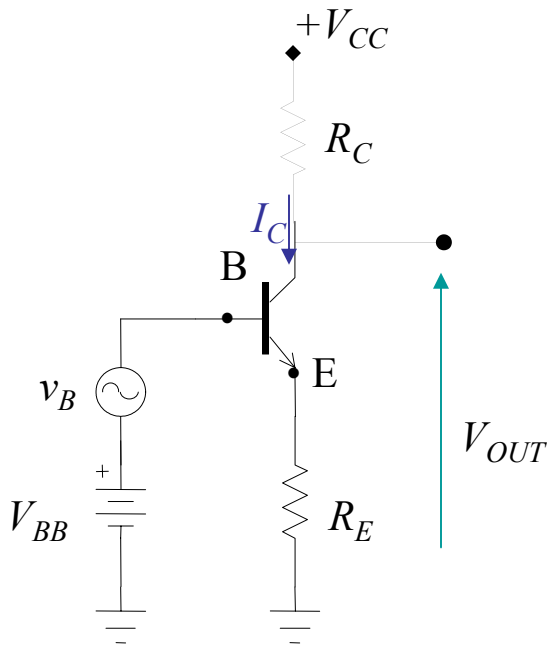 +V_CC
R_C
I_C
B
E
v_B
+
V_BB
V_OUT
R_E